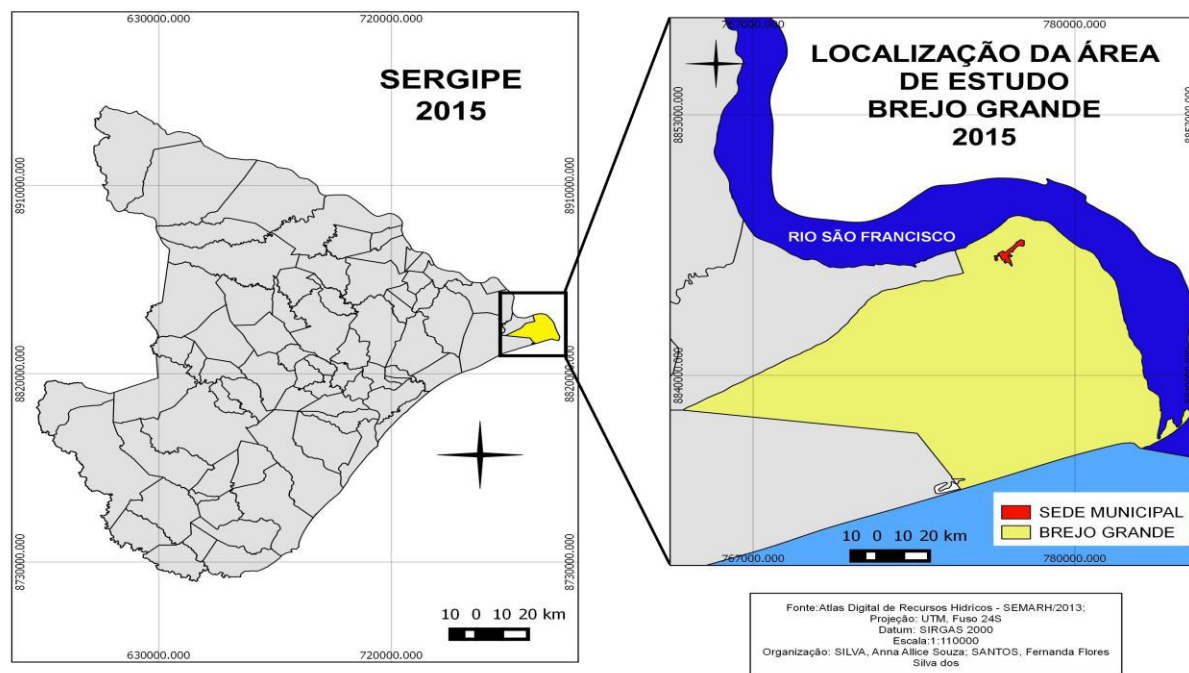 630000.000
720000.000
SERGIPE
2015
8910000.000
8910000.000
8820000.000
8820000.000
8730000.000
8730000.000
10 0 10 20 km
630000.000
720000.000
767000.000
780000.000
LOCALIZAÇÃO DA ÁREA
DE ESTUDO
BREJO GRANDE
2015
8853000.000
RIO SÃO FRANCISCO
8840000.000
SEDE MUNICIPAL
BREJO GRANDE
10 0 10 20 km
767000.000
780000.000
Fonte:Atlas Digital de Recursos Hídricos - SEMARH/2013;
Projeção: UTM, Fuso 24S
Datum: SIRGAS 2000
Escala:1:110000
Organização: SILVA, Anna Allice Souza; SANTOS, Fernanda Flores
Silva dos